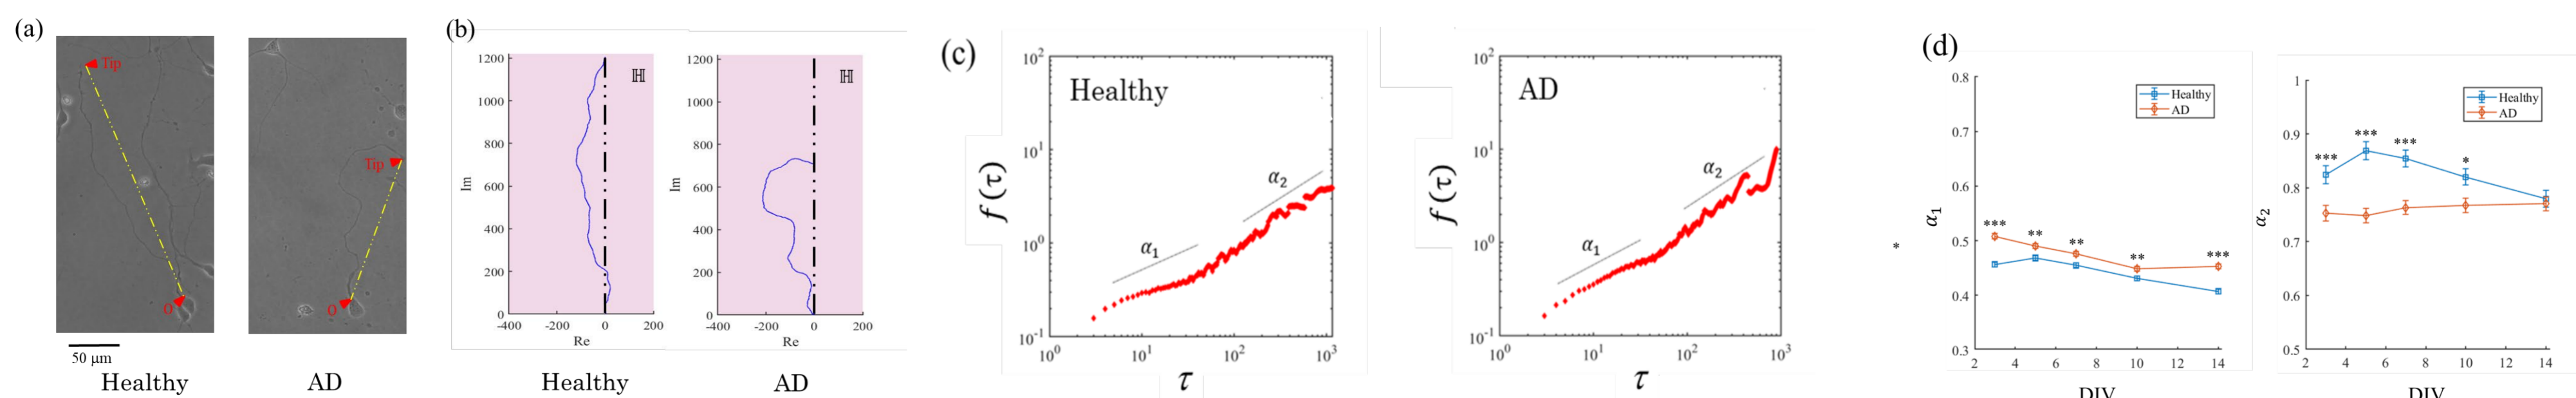 (a)
Tip
O
50 μm
Healthy
Tip
O
AD
(b)
1200
1000
800
600
400
200
0
Im
-400 -200 0 200
Re
ℍ
Healthy
1200
1000
800
600
400
200
0
Im
-400 -200 0 200
Re
ℍ
AD
(c)
10² 
10¹
10⁰
10⁻¹
f(τ)
Healthy
α₁
α₂
10⁰ 10¹ 10² 10³
τ
10²
10¹
10⁰
10⁻¹
f(τ)
AD
α₁
α₂
10⁰ 10¹ 10² 10³
τ
*
(d)
0.8
0.7
0.6
0.5
0.4
0.3
α₁
Healthy
AD
*** ** ** ** ***
2 4 6 8 10 12 14
DIV
1
0.9
0.8
0.7
0.6
0.5
α₂
Healthy
AD
*** *** *** *
2 4 6 8 10 12 14
DIV